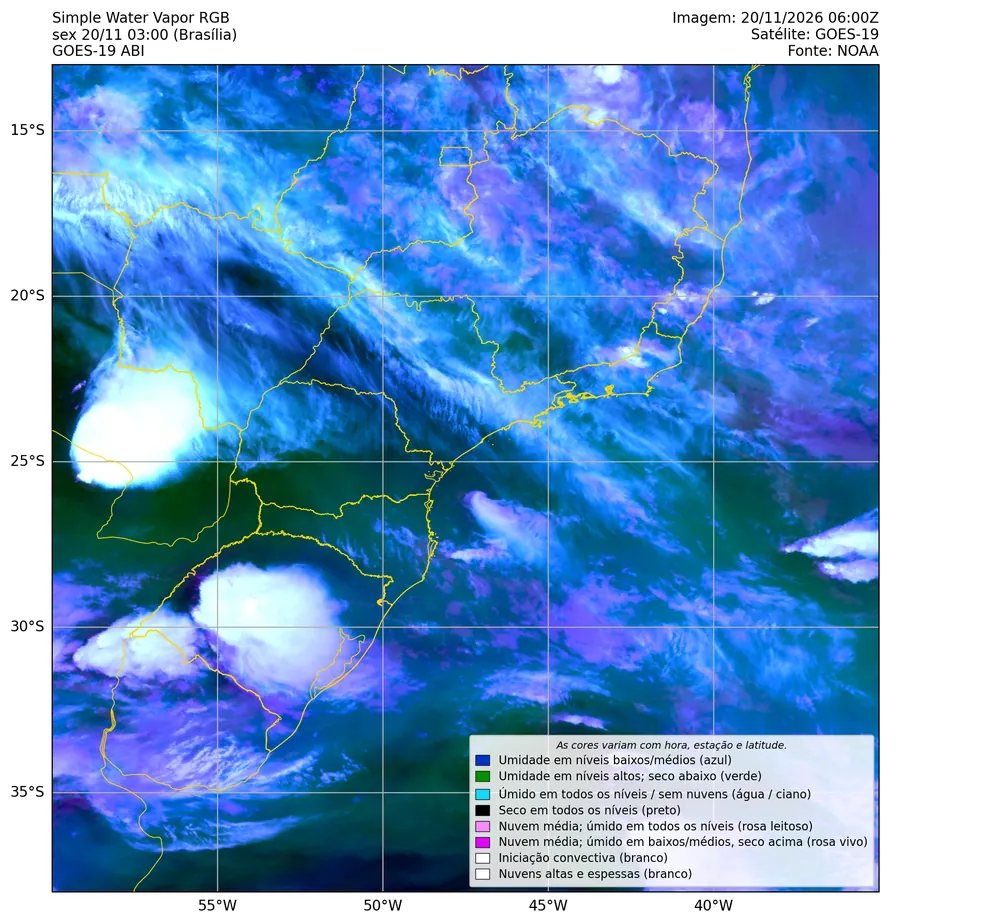 Simple Water Vapor RGB
sex 20/11 03:00 (Brasília)
GOES-19 ABI
Imagem: 20/11/2026 06:00Z
Satélite: GOES-19
Fonte: NOAA
15°S
20°S
25°S
30°S
35°S
As cores variam com hora, estação e latitude.
Umidade em níveis baixos/médios (azul)
Umidade em níveis altos; seco abaixo (verde)
Úmido em todos os níveis / sem nuvens (água / ciano)
Seco em todos os níveis (preto)
Nuvem média; úmido em todos os níveis (rosa leitoso)
Nuvem média; úmido em baixos/médios, seco acima (rosa vivo)
Iniciação convectiva (branco)
Nuvens altas e espessas (branco)
55°W
50°W
45°W
40°W